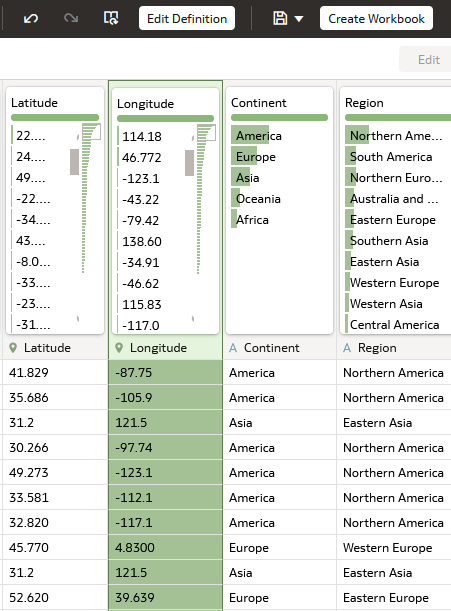 Edit Definition Create Workbook
Edit
Latitude Longitude Continent Region
22.... 114.18 America Northern Ame...
24.... 46.772 Europe South America
49.... -123.1 Asia Northern Euro...
-22.... -43.22 Oceania Australia and ...
-34.... -79.42 Africa Eastern Europe
43.... 138.60 Southern Asia
-8.0... -34.91 Eastern Asia
-33.... -46.62 Western Europe
-23.... 115.83 Western Asia
-31.... -117.0 Central America
Latitude Longitude A Continent A Region
41.829 -87.75 America Northern America
35.686 -105.9 America Northern America
31.2 121.5 Asia Eastern Asia
30.266 -97.74 America Northern America
49.273 -123.1 America Northern America
33.581 -112.1 America Northern America
32.820 -117.1 America Northern America
45.770 4.8300 Europe Western Europe
31.2 121.5 Asia Eastern Asia
52.620 39.639 Europe Eastern Europe